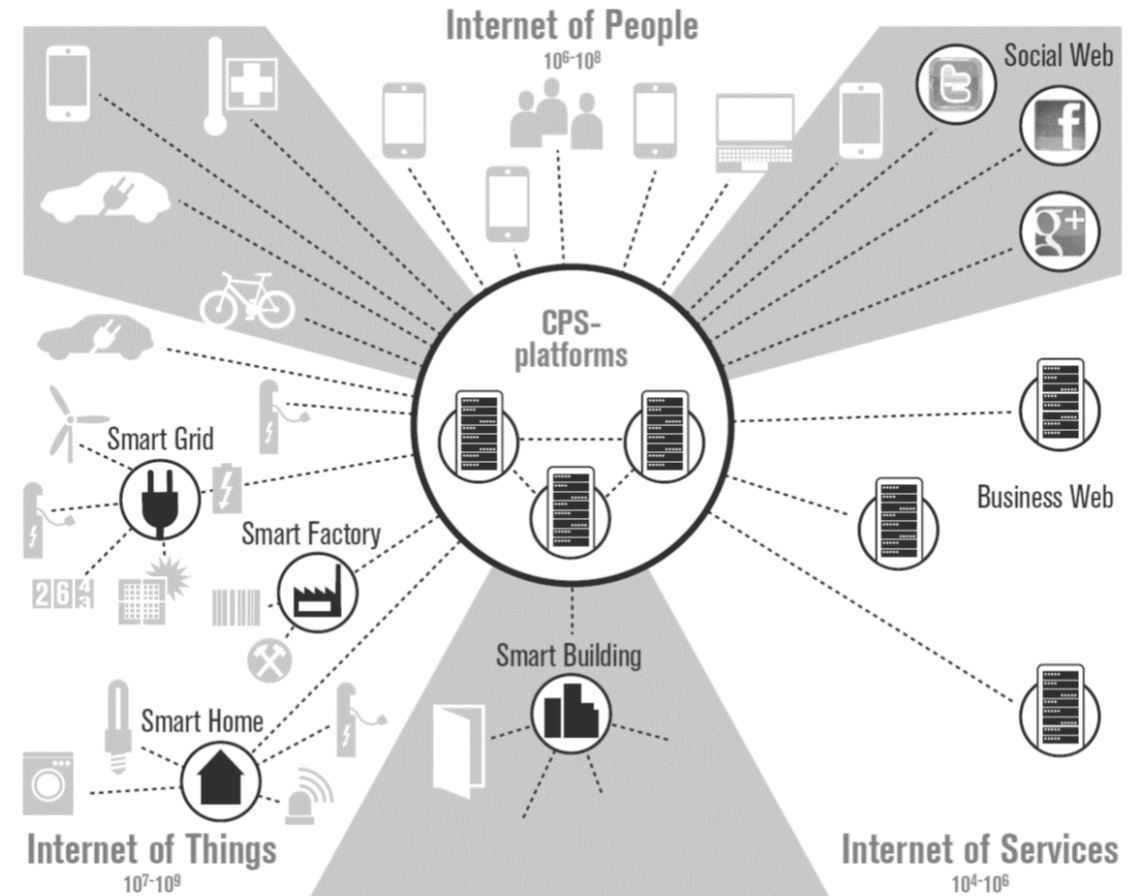 Internet of People
10⁶-10⁸
Social Web
t
f
g+
CPS-
platforms
Smart Grid
Business Web
Smart Factory
2643
Smart Building
Smart Home
Internet of Things
10⁷-10⁹
Internet of Services
10⁴-10⁶